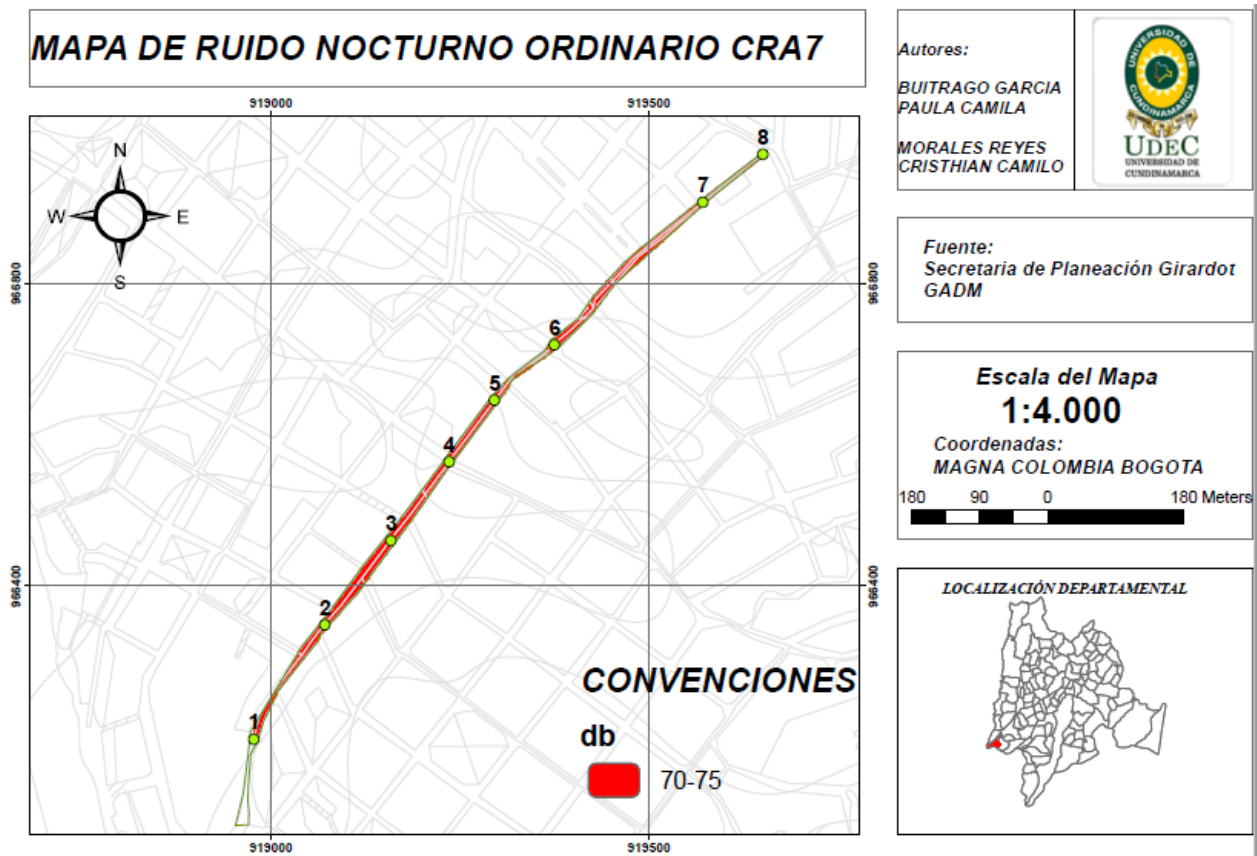 MAPA DE RUIDO NOCTURNO ORDINARIO CRA7
Autores:
BUITRAGO GARCIA
PAULA CAMILA
MORALES REYES
CRISTHIAN CAMILO
UNIVERSIDAD DE
CUNDINAMARCA
UDEC
UNIVERSIDAD DE
CUNDINAMARCA
919000
919500
N
W
E
S
966800
966800
966400
966400
8
7
6
5
4
3
2
1
CONVENCIONES
db
70-75
919000
919500
Fuente:
Secretaria de Planeación Girardot
GADM
Escala del Mapa
1:4.000
Coordenadas:
MAGNA COLOMBIA BOGOTA
180 90 0 180 Meters
LOCALIZACIÓN DEPARTAMENTAL